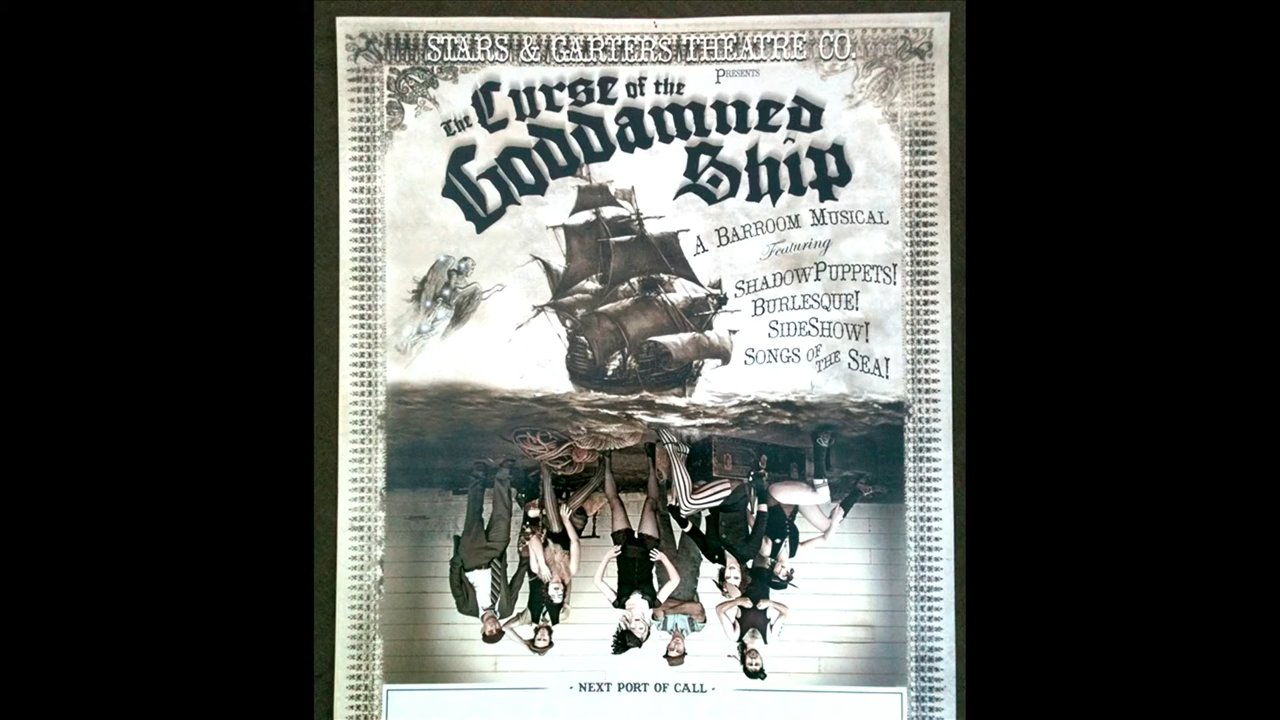 STARS & GARTERS THEATRE CO.
PRESENTS
The Curse of the
Goddamned
Ship
A BARROOM MUSICAL
Featuring
SHADOWPUPPETS!
BURLESQUE!
SIDESHOW!
SONGS OF THE SEA!
- NEXT PORT OF CALL -